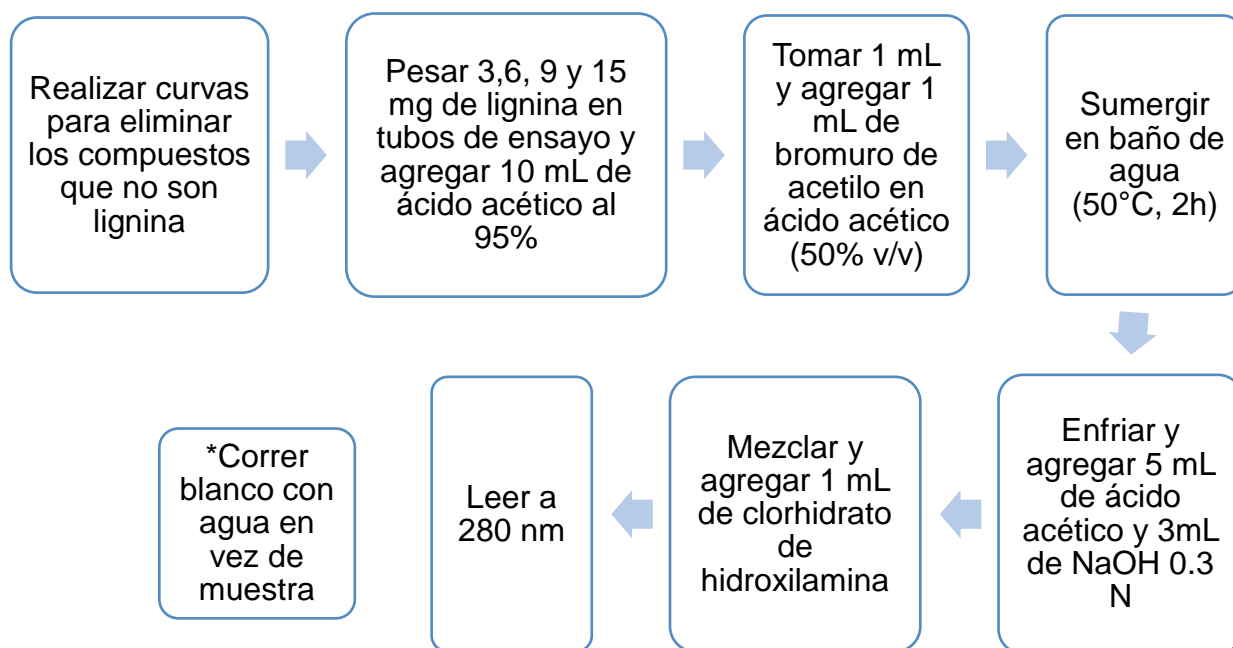 Realizar curvas
para eliminar
los compuestos
que no son
lignina
Pesar 3,6, 9 y 15
mg de lignina en
tubos de ensayo y
agregar 10 mL de
ácido acético al
95%
Tomar 1 mL
y agregar 1
mL de
bromuro de
acetilo en
ácido acético
(50% v/v)
Sumergir
en baño de
agua
(50°C, 2h)
Enfriar y
agregar 5 mL
de ácido
acético y 3mL
de NaOH 0.3
N
Mezclar y
agregar 1 mL
de clorhidrato
de
hidroxilamina
Leer a
280 nm
*Correr
blanco con
agua en
vez de
muestra